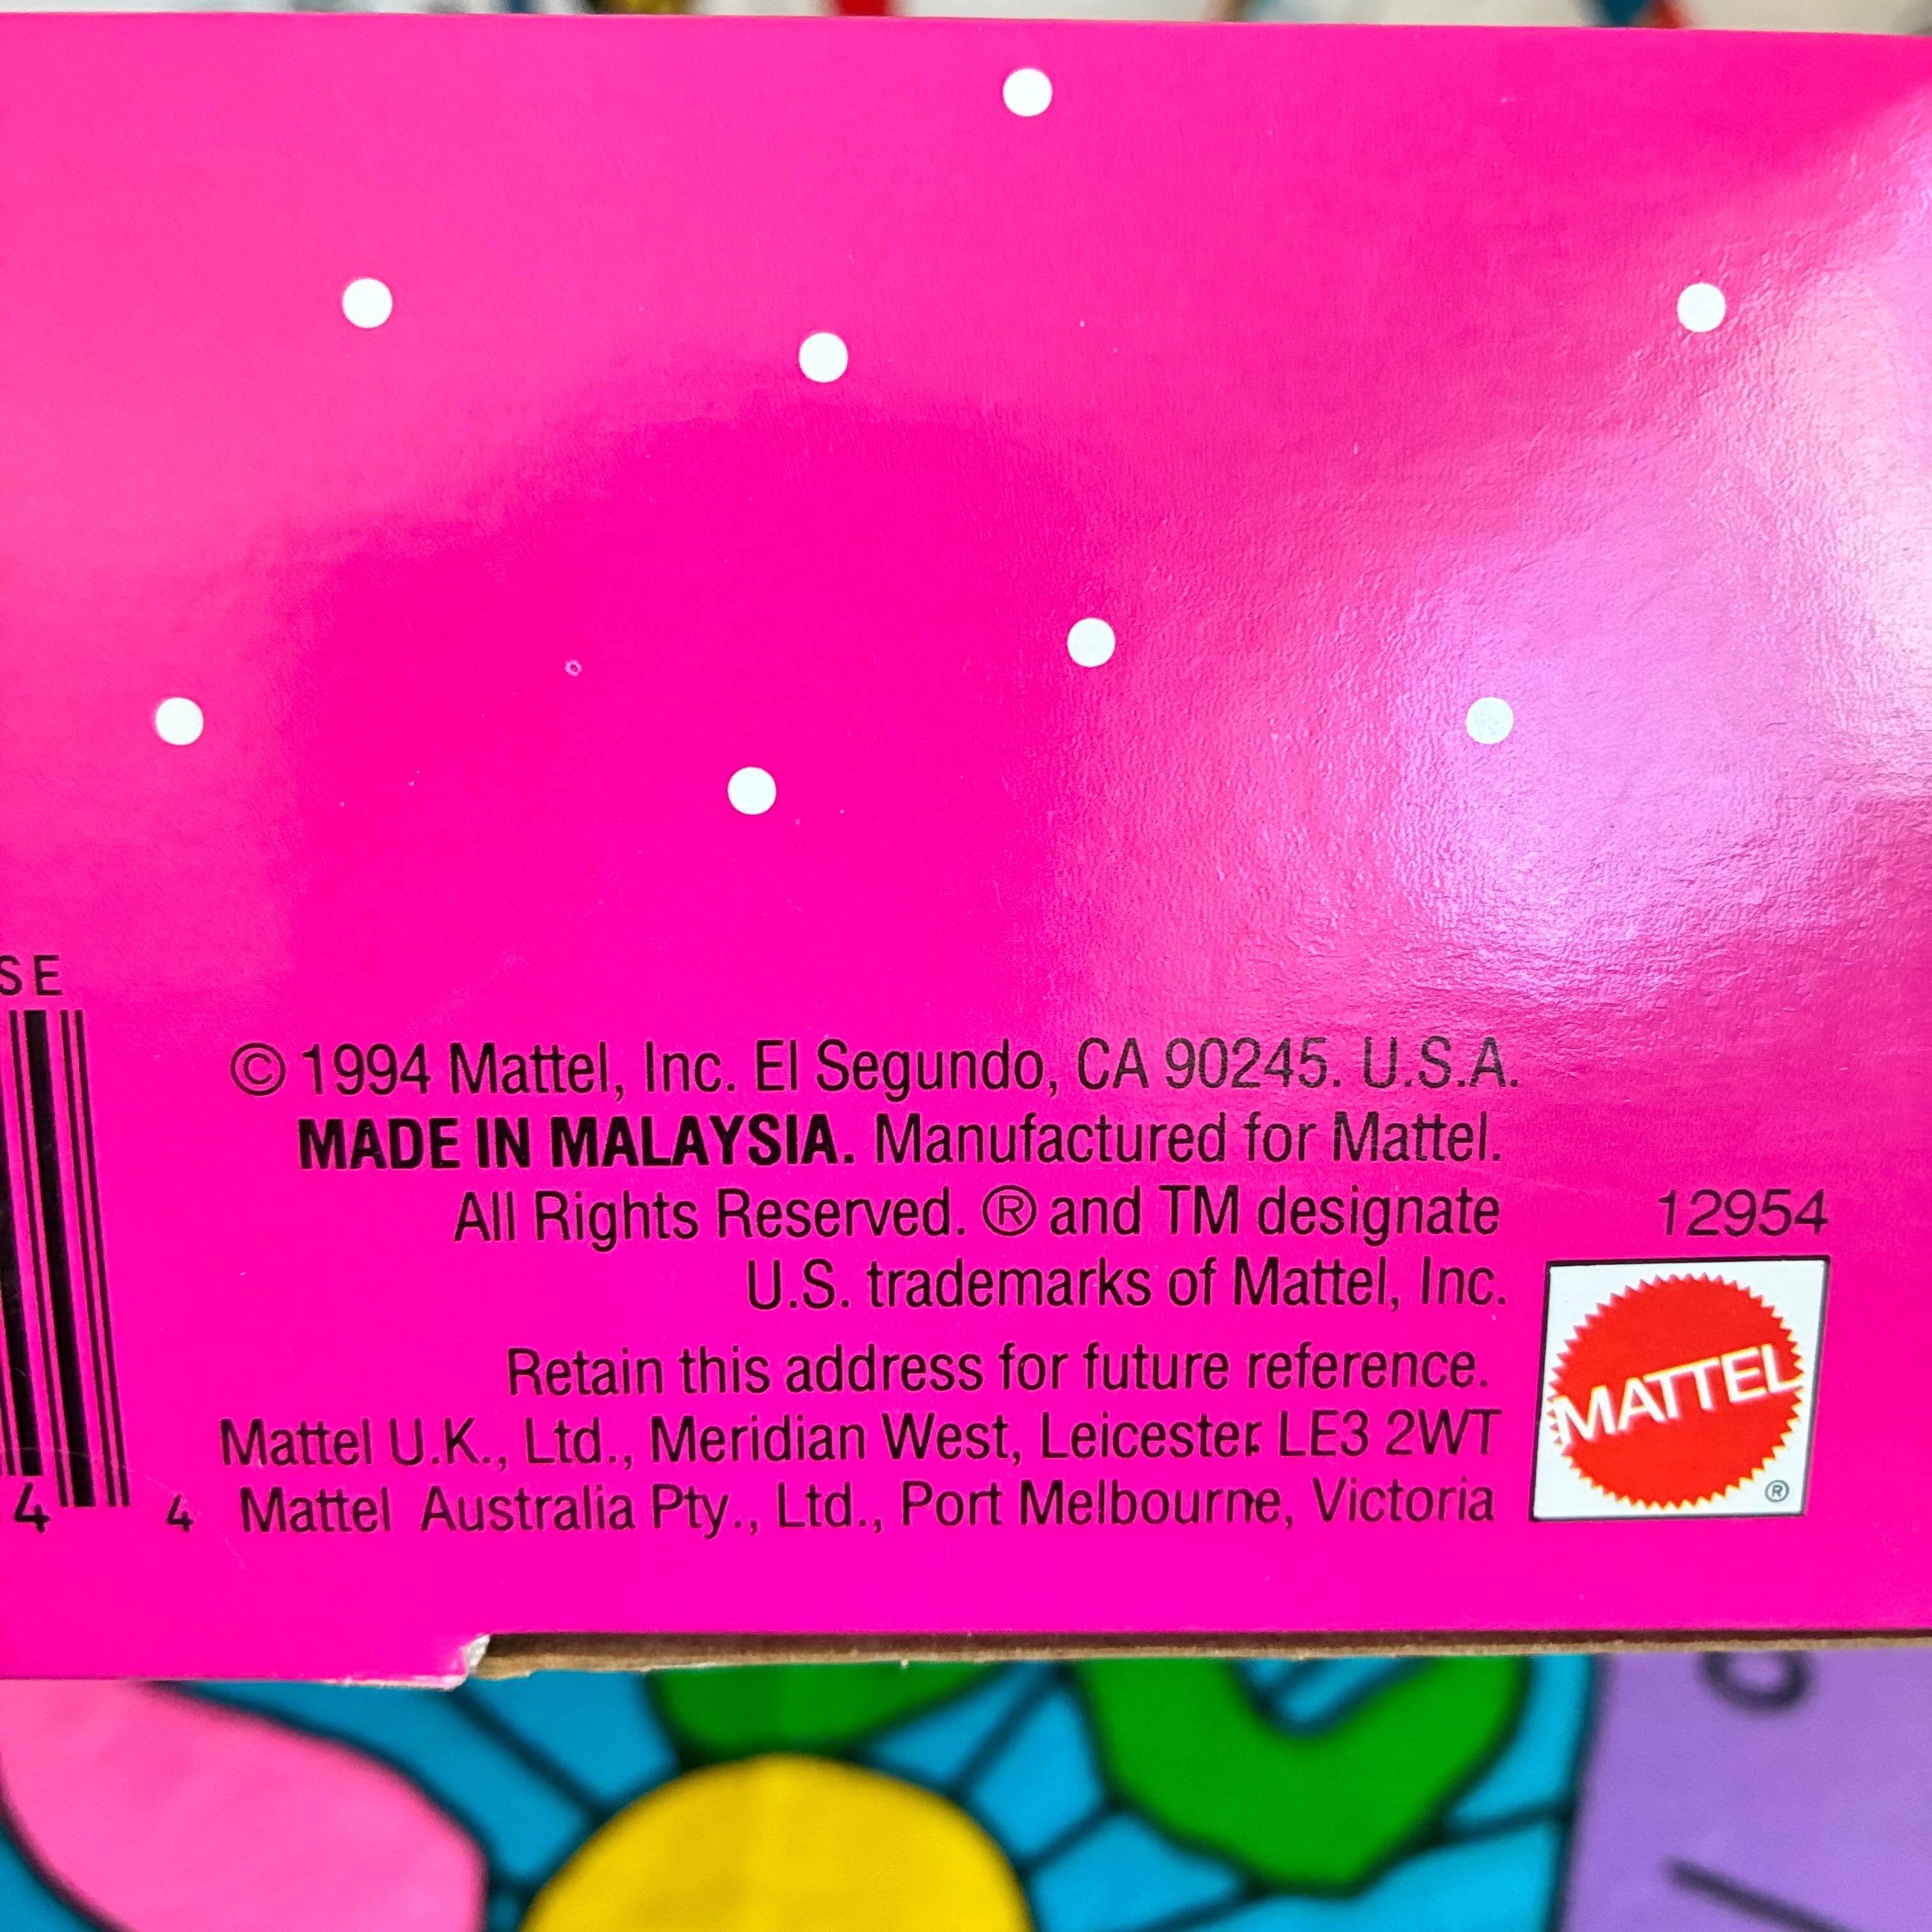 SE
© 1994 Mattel, Inc. El Segundo, CA 90245. U.S.A.
MADE IN MALAYSIA. Manufactured for Mattel.
All Rights Reserved. ® and TM designate
U.S. trademarks of Mattel, Inc.
12954
Retain this address for future reference.
Mattel U.K., Ltd., Meridian West, Leicester LE3 2WT
Mattel Australia Pty., Ltd., Port Melbourne, Victoria
MATTEL
®
4 4